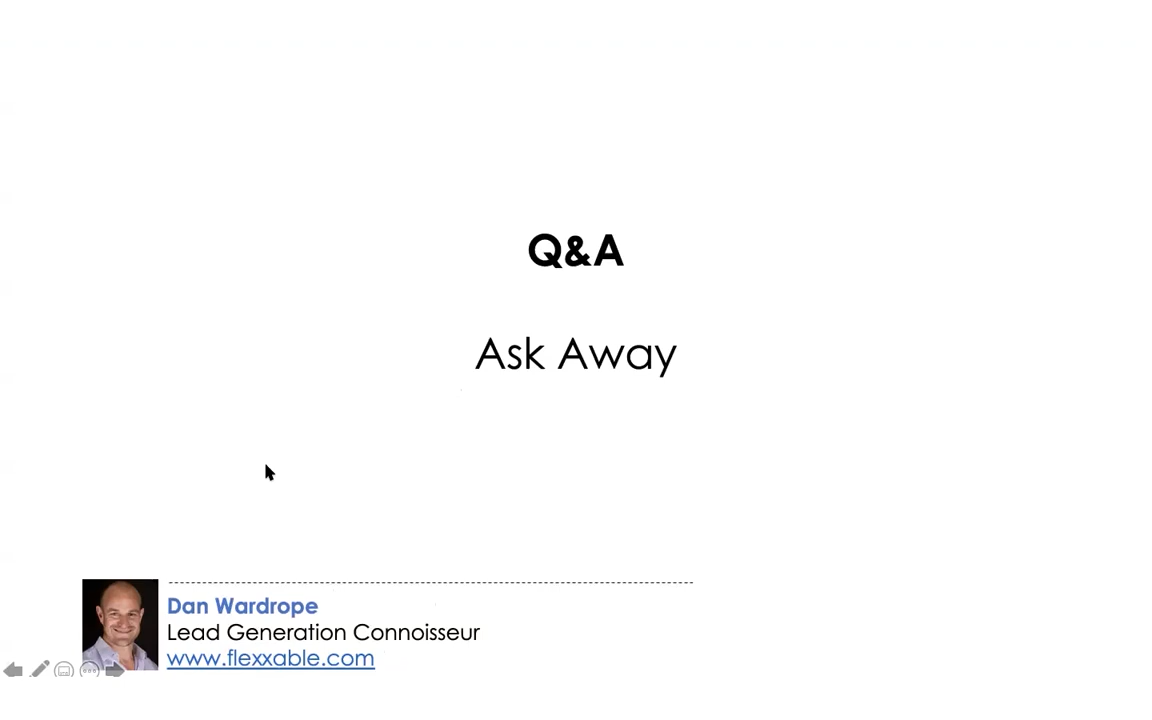 Q&A
Ask Away
Dan Wardrope
Lead Generation Connoisseur
www.flexxable.com